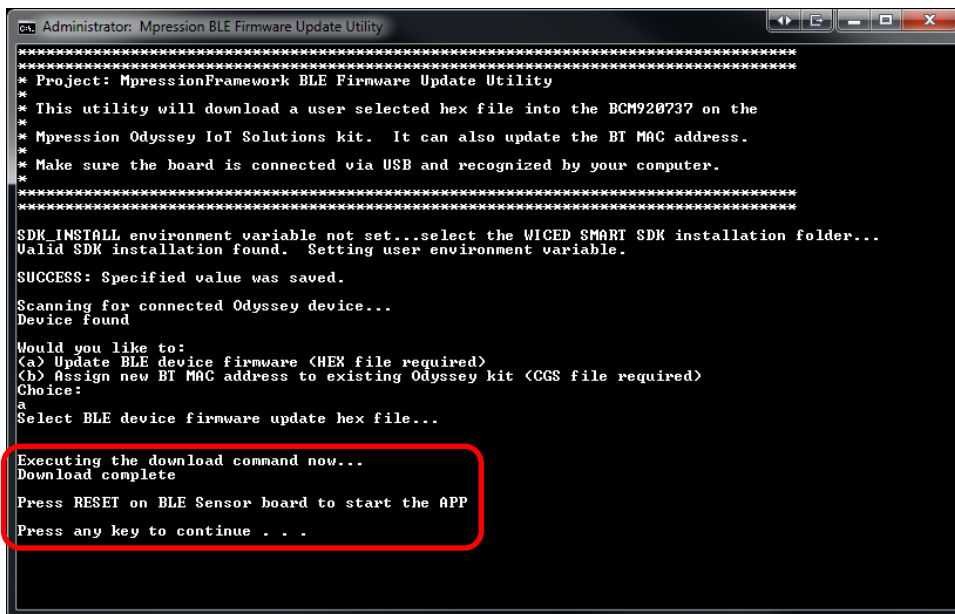 Administrator: Mpression BLE Firmware Update Utility
*************************************************************************************
*************************************************************************************
* Project: MpressionFramework BLE Firmware Update Utility
*
* This utility will download a user selected hex file into the BCM920737 on the
*
* Mpression Odyssey IoT Solutions kit.  It can also update the BT MAC address.
*
* Make sure the board is connected via USB and recognized by your computer.
*
*************************************************************************************
*************************************************************************************
SDK_INSTALL environment variable not set...select the WICED SMART SDK installation folder...
Valid SDK installation found.  Setting user environment variable.
SUCCESS: Specified value was saved.
Scanning for connected Odyssey device...
Device found
Would you like to:
(a) Update BLE device firmware (HEX file required)
(b) Assign new BT MAC address to existing Odyssey kit (CGS file required)
Choice:
a
Select BLE device firmware update hex file...
Executing the download command now...
Download complete
Press RESET on BLE Sensor board to start the APP
Press any key to continue . . .